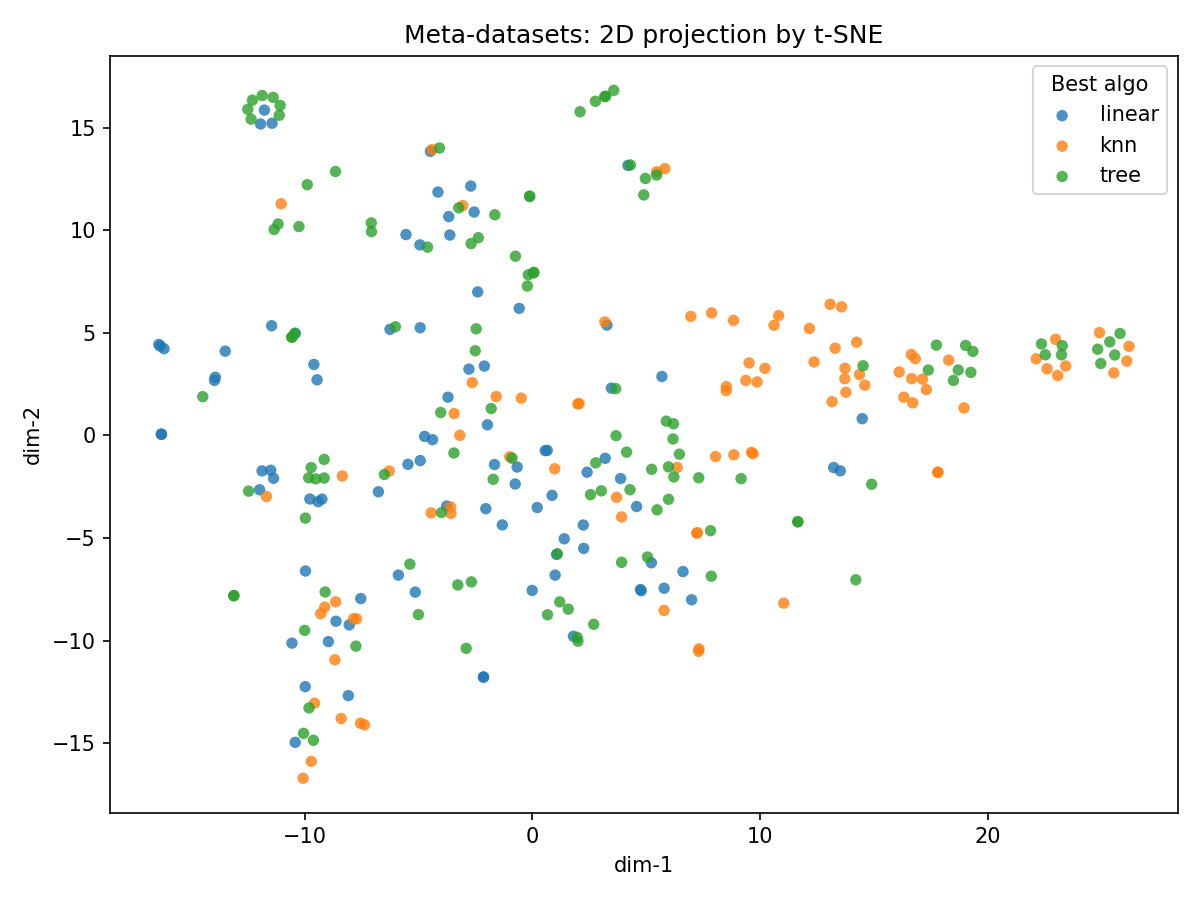 Meta-datasets: 2D projection by t-SNE
Best algo
linear
knn
tree
15
10
5
0
−5
−10
−15
dim-2
−10
0
10
20
dim-1